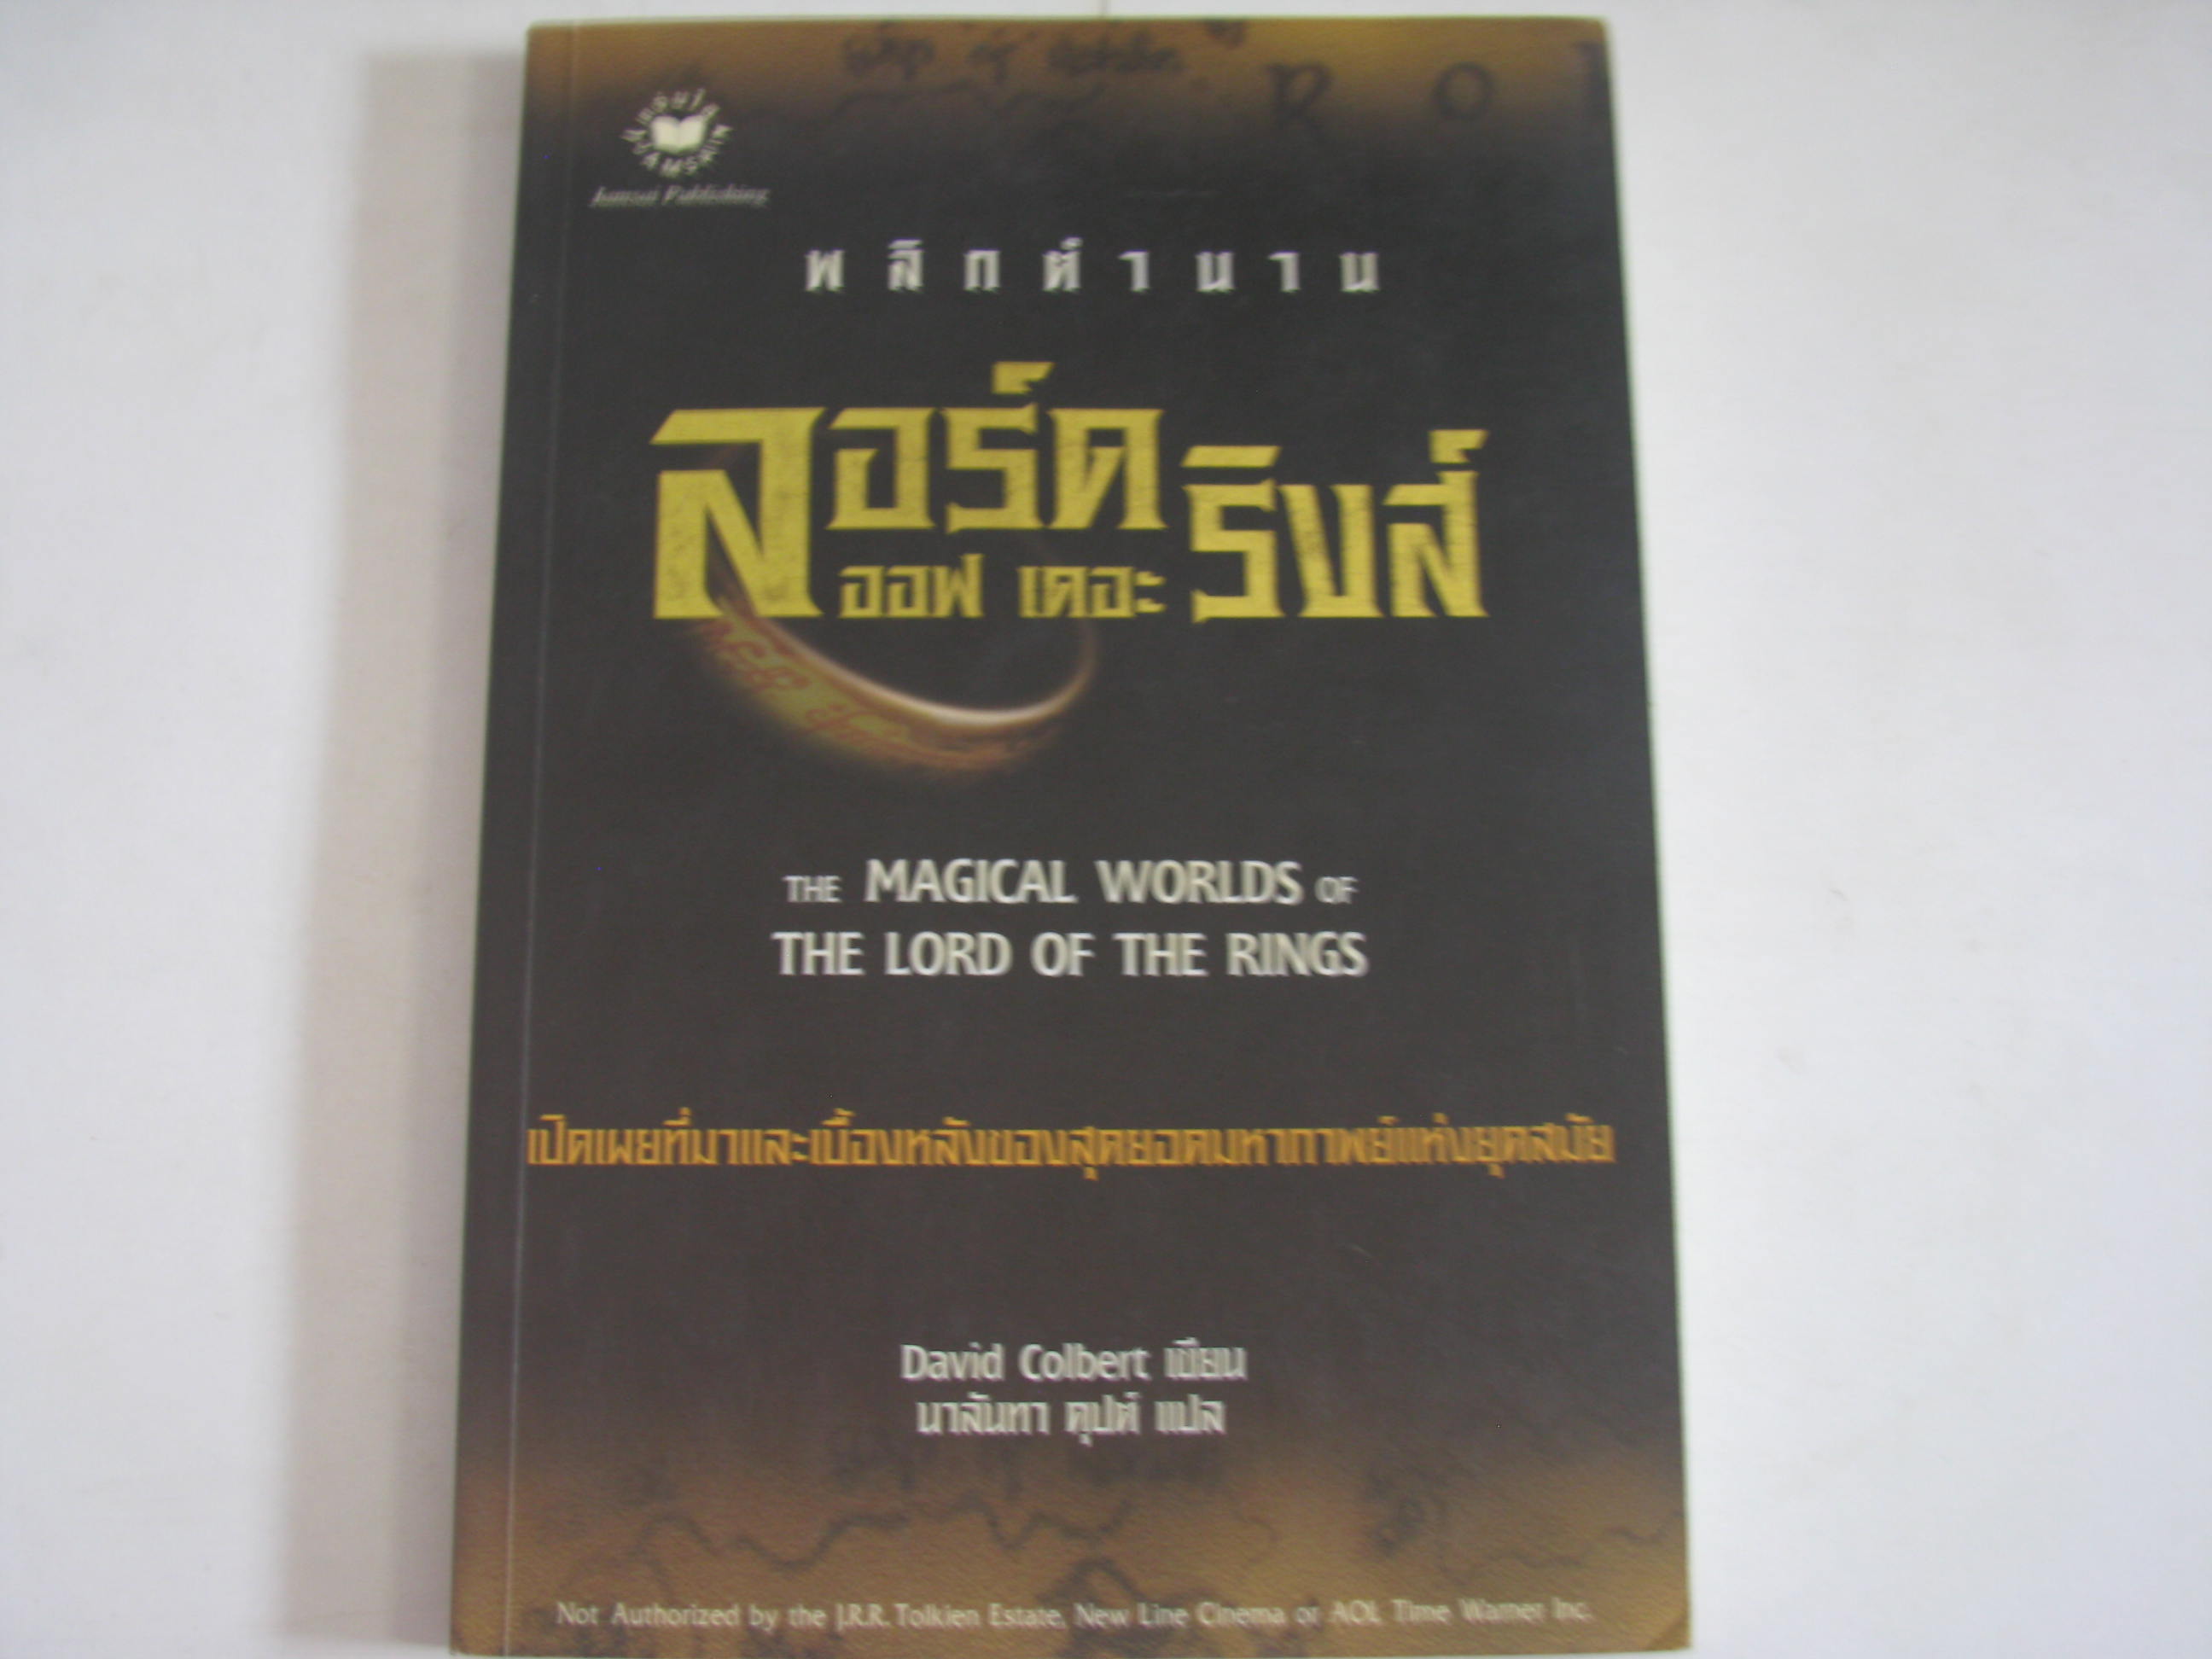 Jamsai Publishing
พลิกตำนาน
ลอร์ด ออฟ เดอะ ริงส์
THE MAGICAL WORLDS OF
THE LORD OF THE RINGS
เปิดเผยที่มาและเบื้องหลังของสุดยอดมหากาพย์แห่งยุคสมัย
David Colbert เขียน
นาลันทา คุปต์ แปล
Not Authorized by the J.R.R. Tolkien Estate, New Line Cinema or AOL Time Warner Inc.